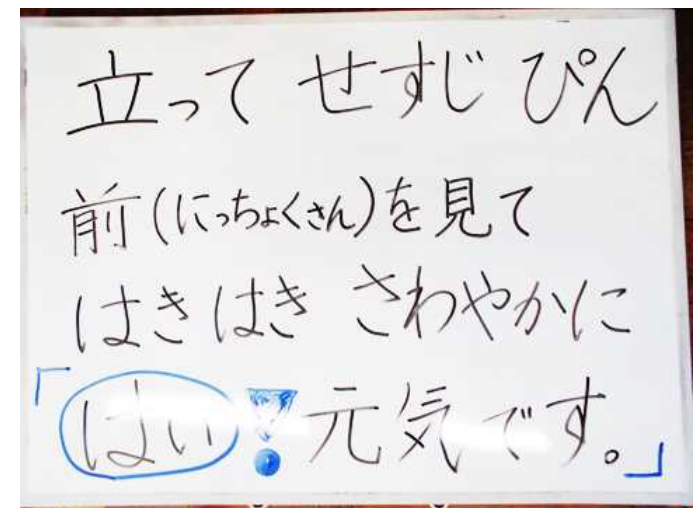 立って せすじ ぴん
前(にっちょくさん)を見て
はきはき さわやかに
「はい!元気です。」